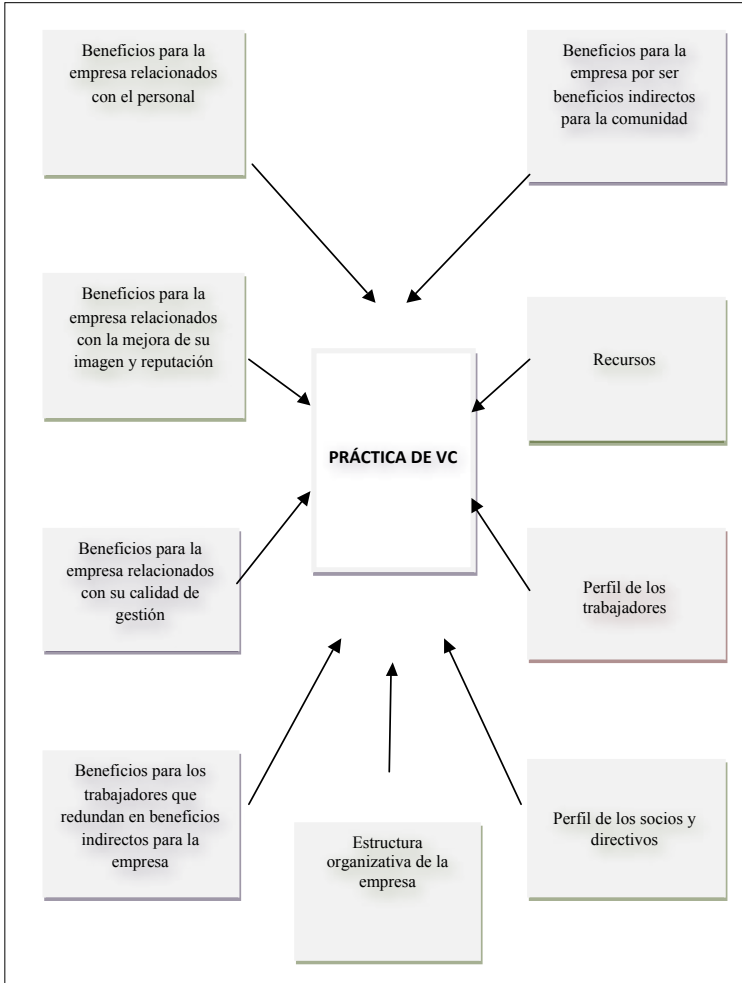 Beneficios para la
empresa relacionados
con el personal
Beneficios para la
empresa por ser
beneficios indirectos
para la comunidad
Beneficios para la
empresa relacionados
con la mejora de su
imagen y reputación
Recursos
PRÁCTICA DE VC
Beneficios para la
empresa relacionados
con su calidad de
gestión
Perfil de los
trabajadores
Beneficios para los
trabajadores que
redundan en beneficios
indirectos para la
empresa
Estructura
organizativa de la
empresa
Perfil de los socios y
directivos